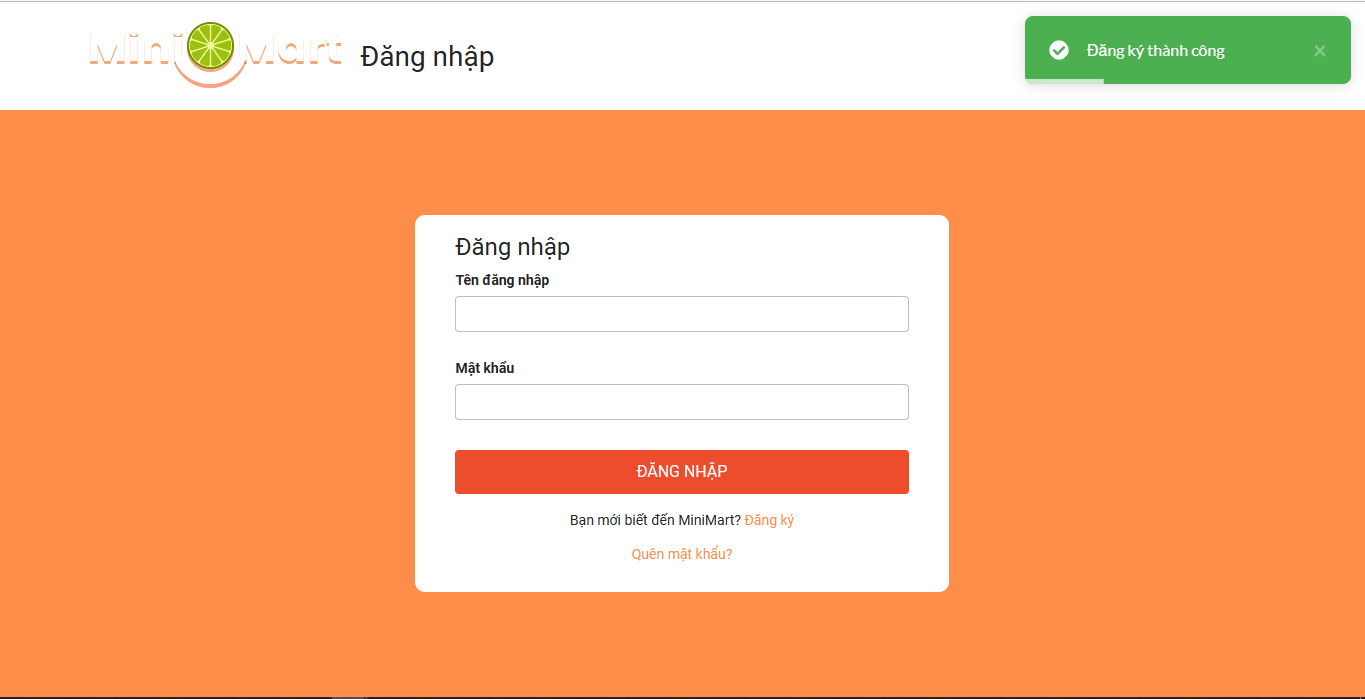 MiniMart
Đăng nhập
Đăng ký thành công
Đăng nhập
Tên đăng nhập
Mật khẩu
ĐĂNG NHẬP
Bạn mới biết đến MiniMart? Đăng ký
Quên mật khẩu?